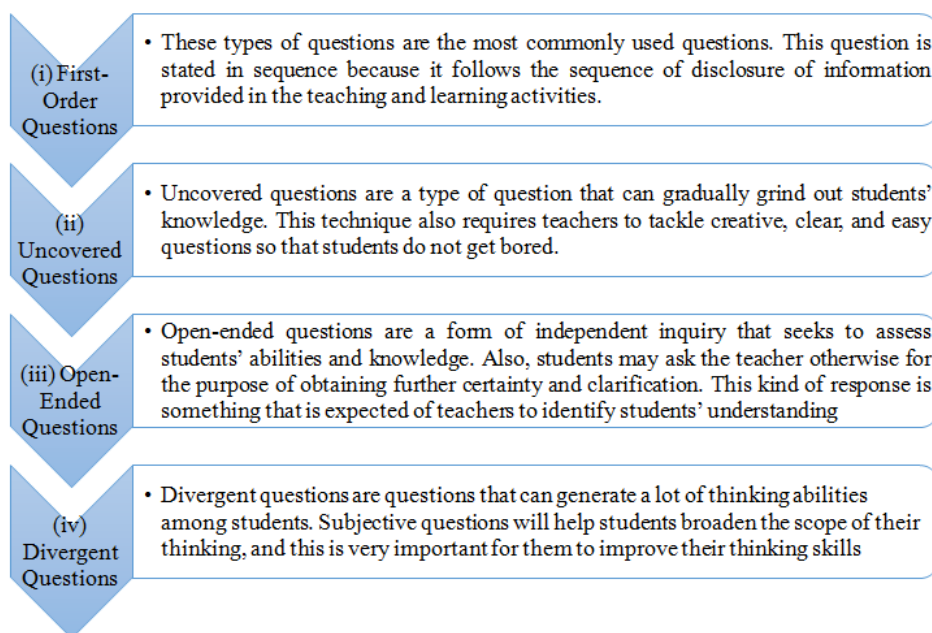 (i) First-
Order
Questions
• These types of questions are the most commonly used questions. This question is
stated in sequence because it follows the sequence of disclosure of information
provided in the teaching and learning activities.
(ii)
Uncovered
Questions
• Uncovered questions are a type of question that can gradually grind out students’
knowledge. This technique also requires teachers to tackle creative, clear, and easy
questions so that students do not get bored.
(iii) Open-
Ended
Questions
• Open-ended questions are a form of independent inquiry that seeks to assess
students’ abilities and knowledge. Also, students may ask the teacher otherwise for
the purpose of obtaining further certainty and clarification. This kind of response is
something that is expected of teachers to identify students’ understanding
(iv)
Divergent
Questions
• Divergent questions are questions that can generate a lot of thinking abilities
among students. Subjective questions will help students broaden the scope of their
thinking, and this is very important for them to improve their thinking skills